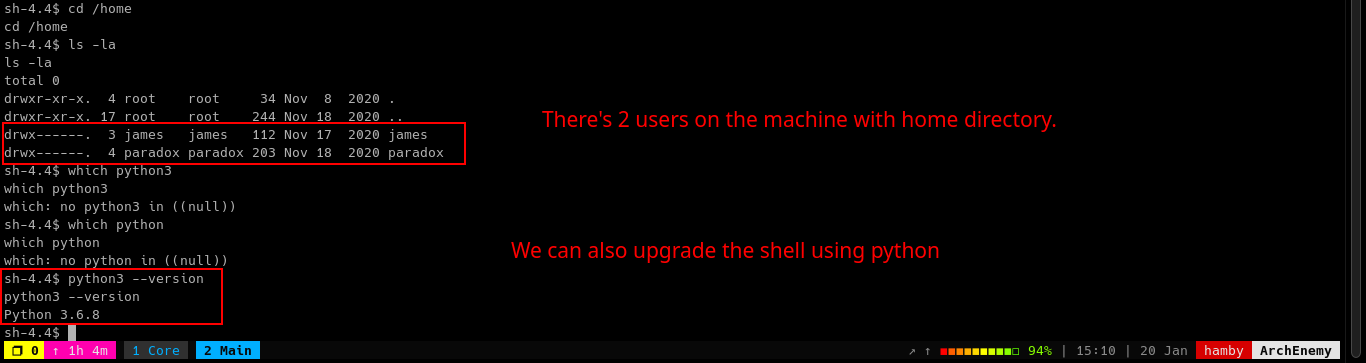 sh-4.4$ cd /home
cd /home
sh-4.4$ ls -la
ls -la
total 0
drwxr-xr-x.  4 root    root     34 Nov  8  2020 .
drwxr-xr-x. 17 root    root    244 Nov 18  2020 ..
There's 2 users on the machine with home directory.
drwx------.  3 james   james   112 Nov 17  2020 james
drwx------.  4 paradox paradox 203 Nov 18  2020 paradox
sh-4.4$ which python3
which python3
which: no python3 in ((null))
sh-4.4$ which python
which python
We can also upgrade the shell using python
which: no python in ((null))
sh-4.4$ python3 --version
python3 --version
Python 3.6.8
sh-4.4$
❐ 0 ↑ 1h 4m 1 Core 2 Main ↗ ↑ 94% | 15:10 | 20 Jan hamby ArchEnemy